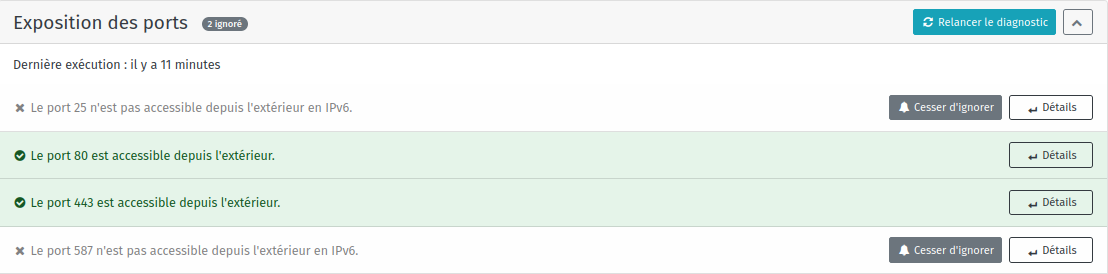 Exposition des ports 2 ignoré Relancer le diagnostic
Dernière exécution : il y a 11 minutes
Le port 25 n'est pas accessible depuis l'extérieur en IPv6. Cesser d'ignorer Détails
Le port 80 est accessible depuis l'extérieur. Détails
Le port 443 est accessible depuis l'extérieur. Détails
Le port 587 n'est pas accessible depuis l'extérieur en IPv6. Cesser d'ignorer Détails